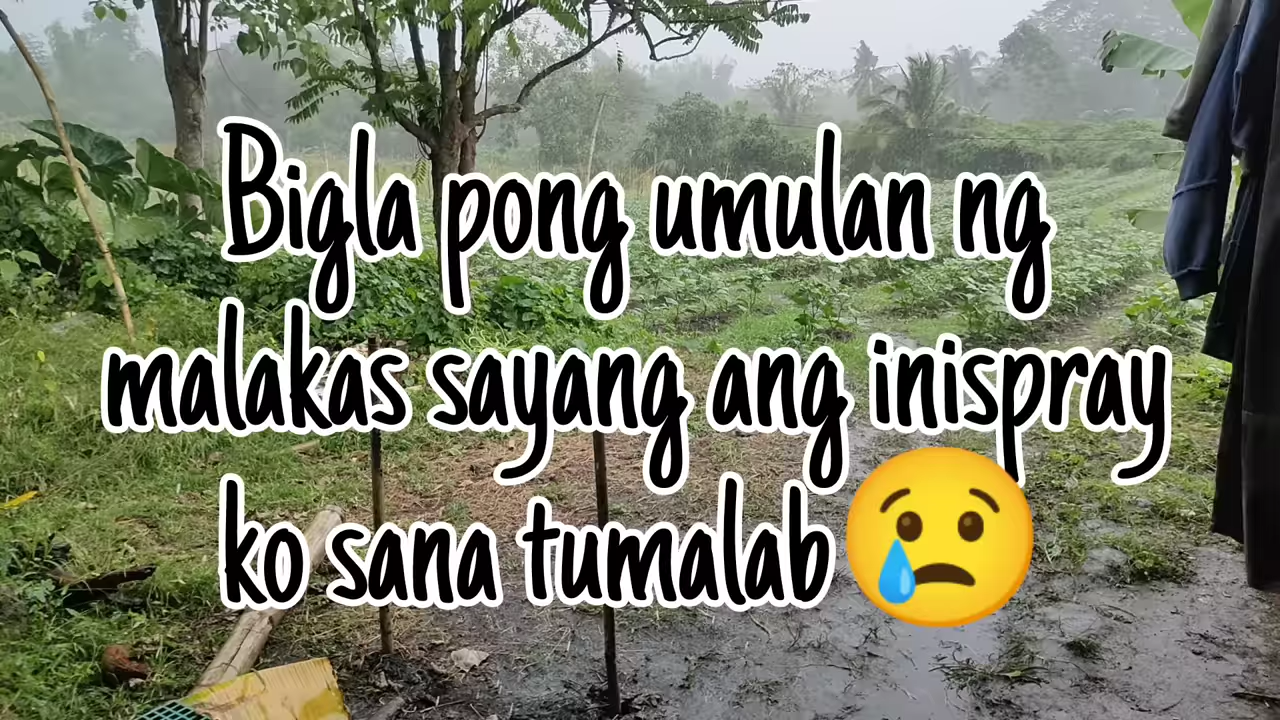 Bigla pong umulan ng
malakas sayang ang inispray
ko sana tumalab😢